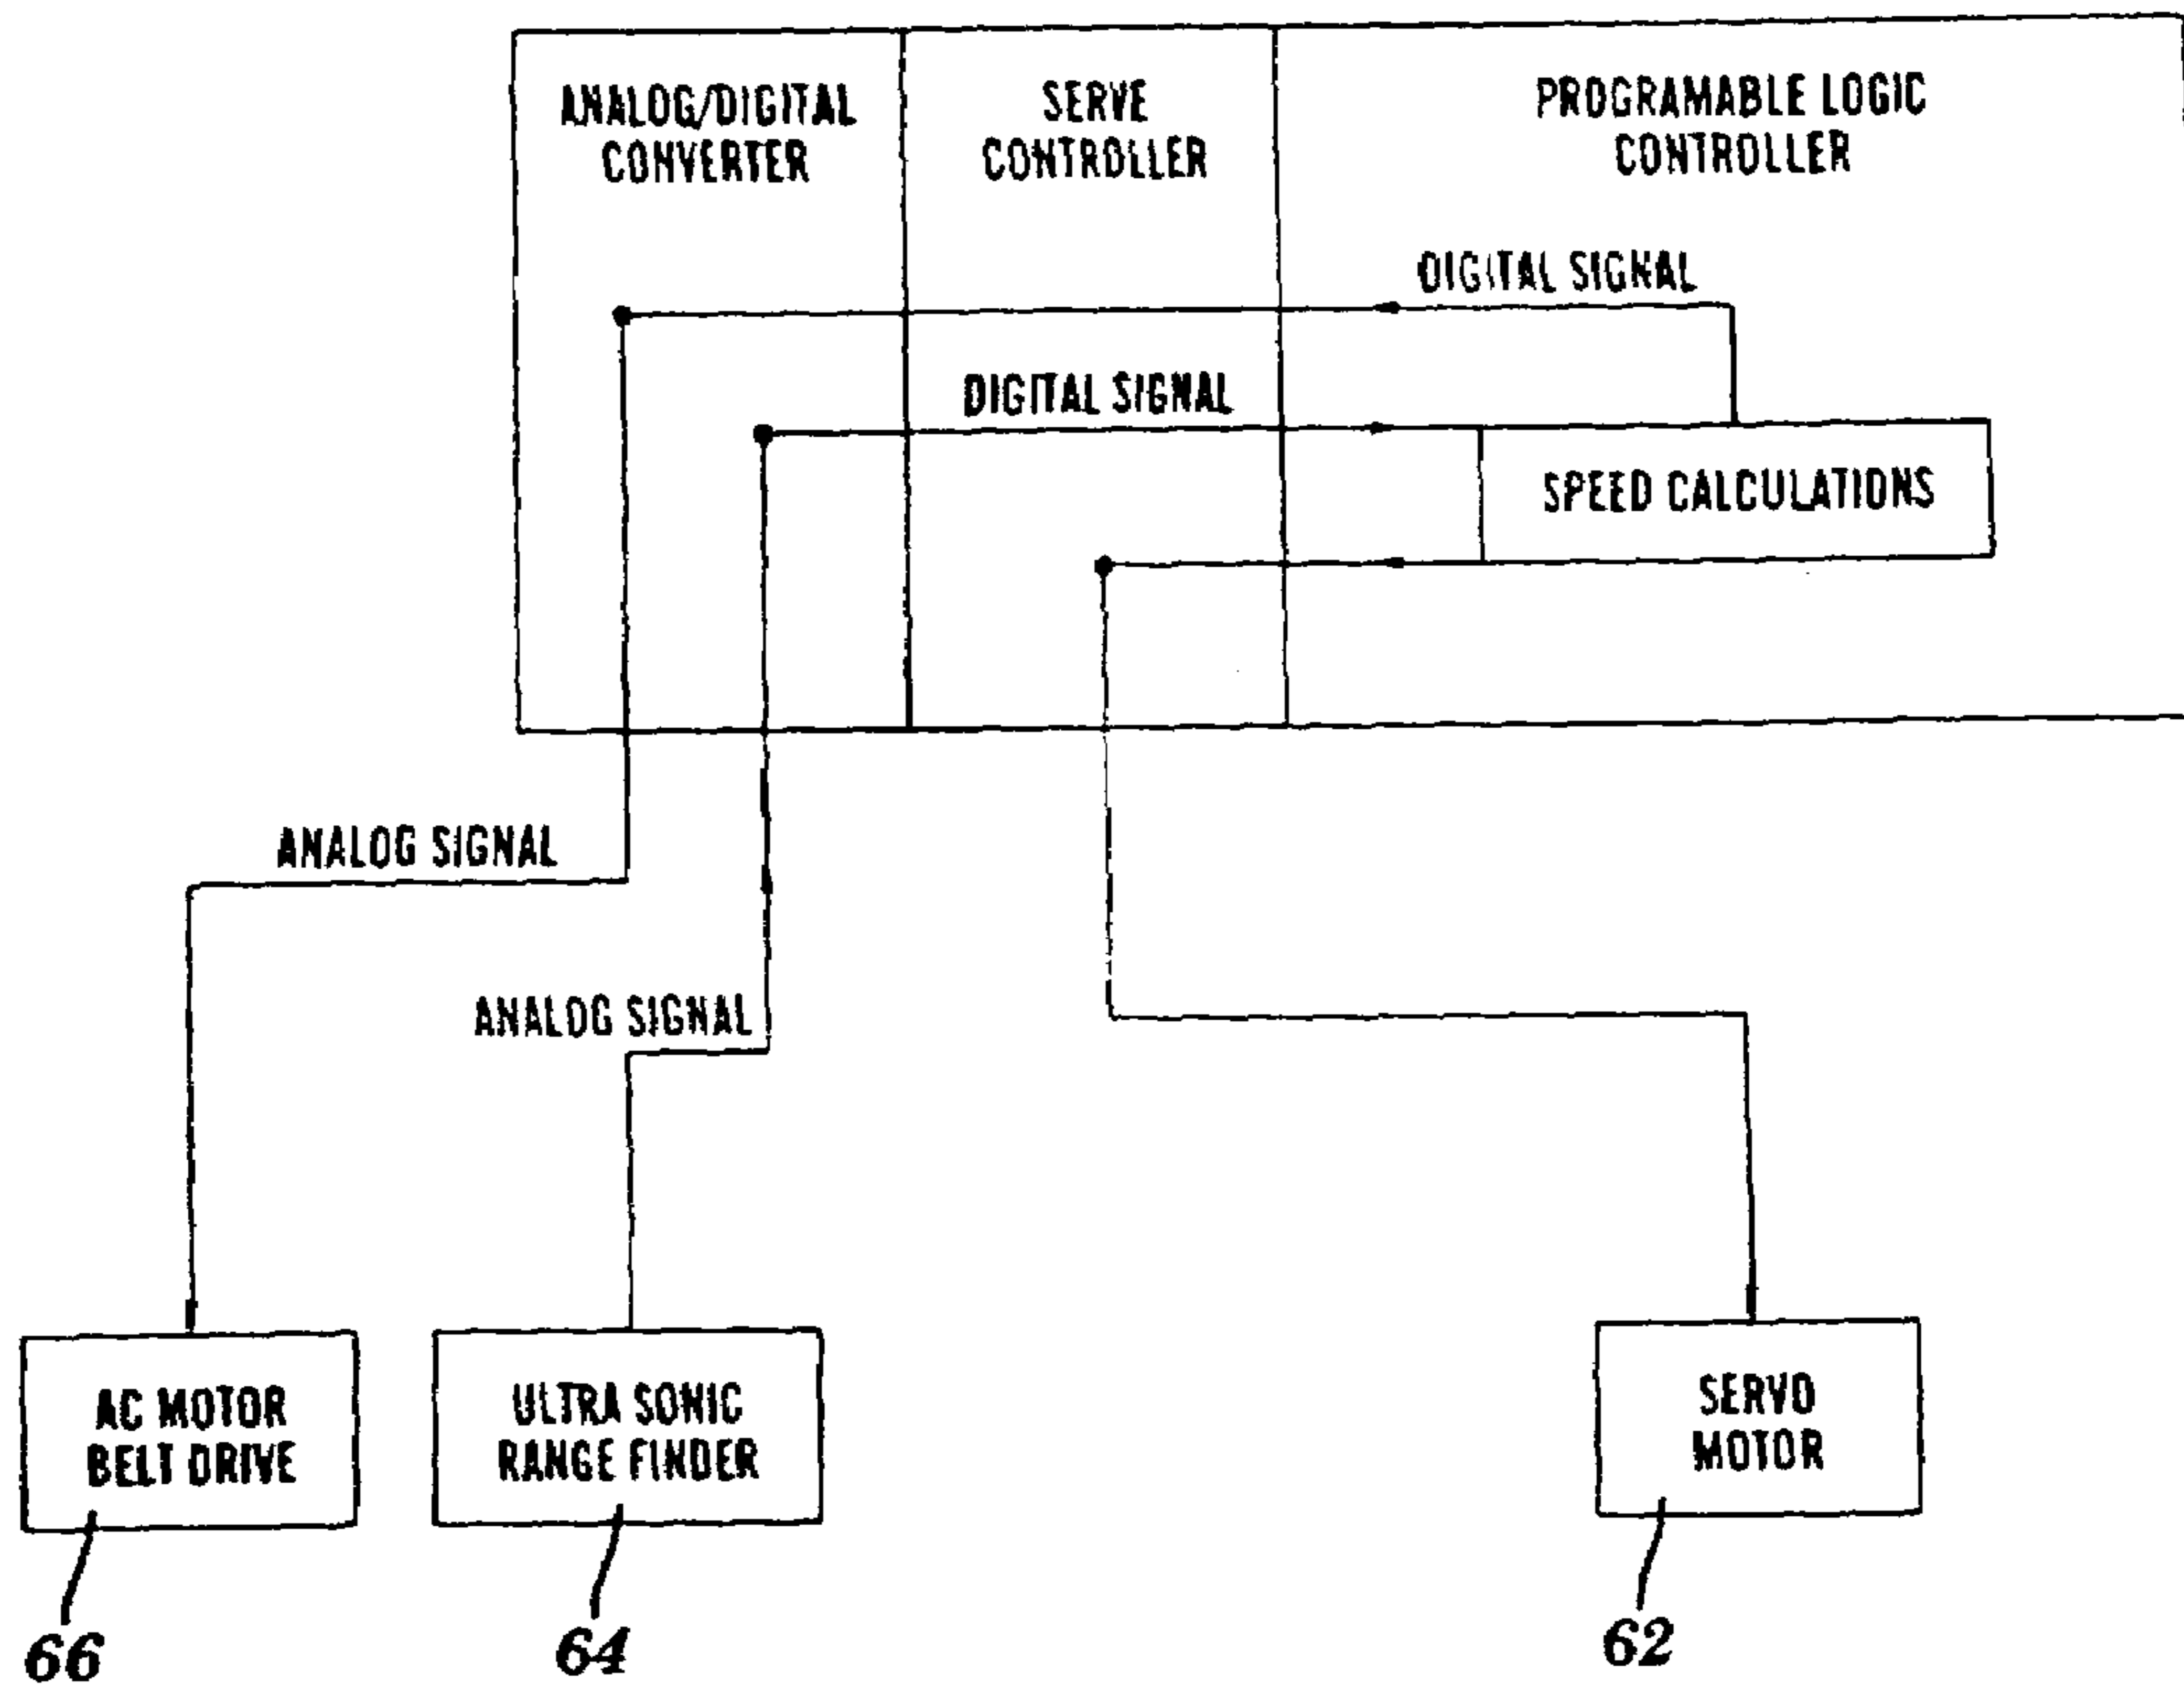 ANALOG/DIGITAL
CONVERTER
SERVE
CONTROLLER
PROGRAMABLE LOGIC
CONTROLLER
DIGITAL SIGNAL
DIGITAL SIGNAL
SPEED CALCULATIONS
ANALOG SIGNAL
ANALOG SIGNAL
AC MOTOR
BELT DRIVE
ULTRA SONIC
RANGE FINDER
SERVO
MOTOR
66
64
62